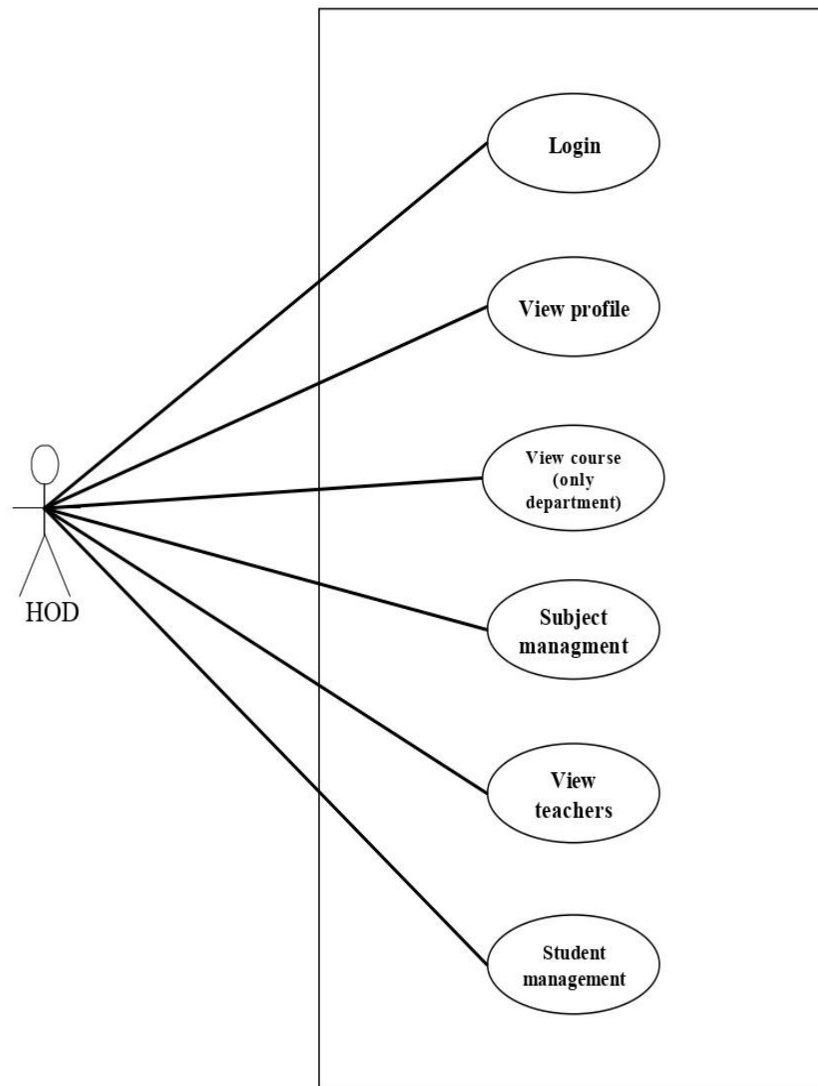 Login
View profile
View course
(only
department)
HOD
Subject
managment
View
teachers
Student
management